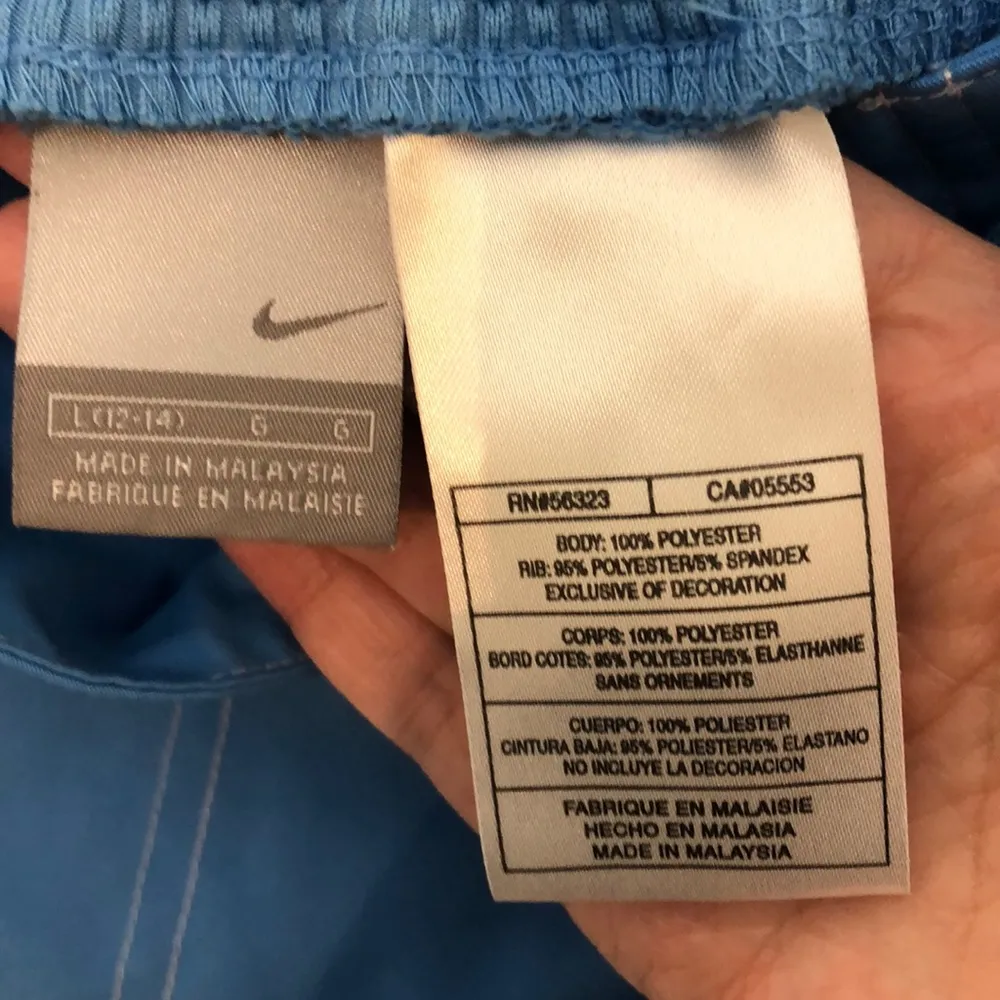 L (12-14) G G
MADE IN MALAYSIA
FABRIQUE EN MALAISIE
RN#56323 CA#05553
BODY: 100% POLYESTER
RIB: 95% POLYESTER/5% SPANDEX
EXCLUSIVE OF DECORATION
CORPS: 100% POLYESTER
BORD COTES: 95% POLYESTER/5% ELASTHANNE
SANS ORNEMENTS
CUERPO: 100% POLIESTER
CINTURA BAJA: 95% POLIESTER/5% ELASTANO
NO INCLUYE LA DECORACION
FABRIQUE EN MALAISIE
HECHO EN MALASIA
MADE IN MALAYSIA